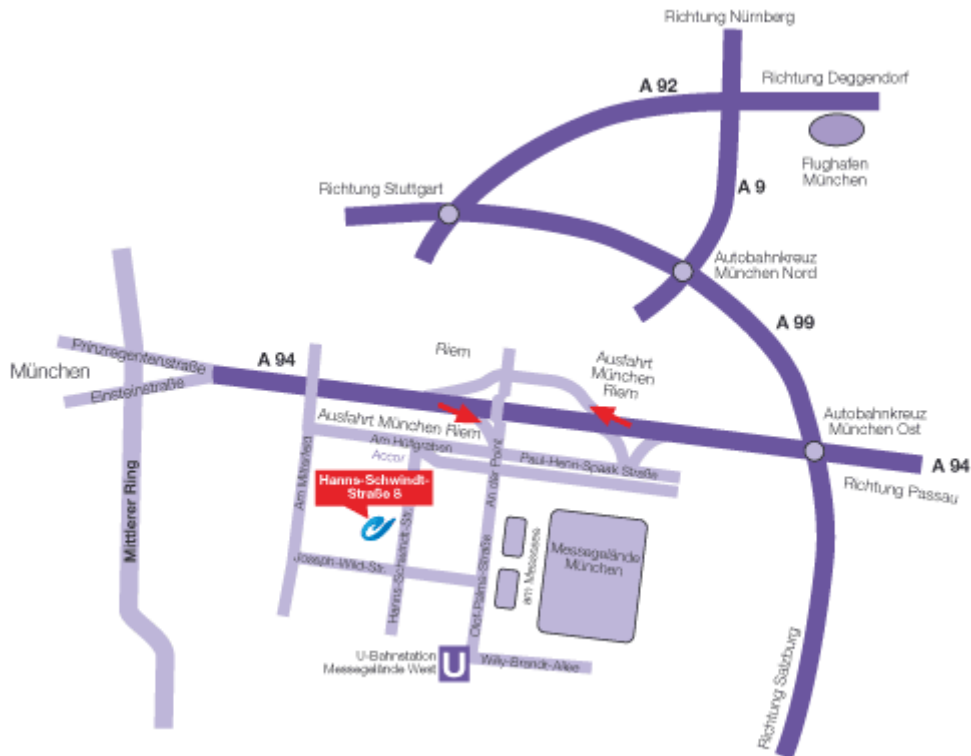 Richtung Nürnberg
A 92
Richtung Deggendorf
Flughafen
München
A 9
Richtung Stuttgart
Autobahnkreuz
München Nord
A 99
Prinzregentenstraße
München
Einsteinstraße
A 94
Riem
Ausfahrt
München
Riem
Ausfahrt München Riem
Autobahnkreuz
München Ost
A 94
Richtung Passau
Am Hüllgraben
Accor
Paul-Henri-Spaak Straße
Am Mitterfeld
An der Point
Hanns-Schwindt-
Straße 8
Mittlerer Ring
Hanns-Schwindt-Str.
Joseph-Wild-Str.
Olof-Palme-Straße
am Messesee
Messegelände
München
U-Bahnstation
Messegelände West
U
Willy-Brandt-Allee
Richtung Salzburg